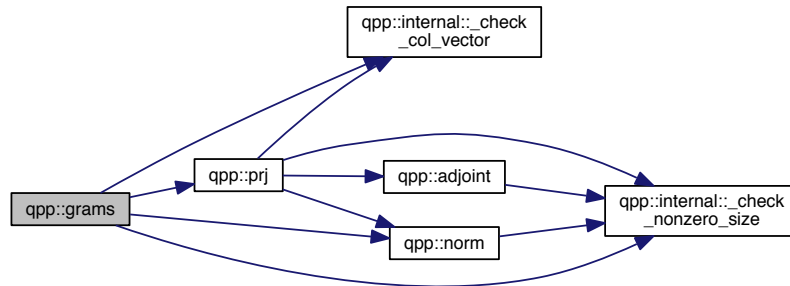 qpp::internal::_check
_col_vector
qpp::prj
qpp::adjoint
qpp::grams
qpp::internal::_check
_nonzero_size
qpp::norm